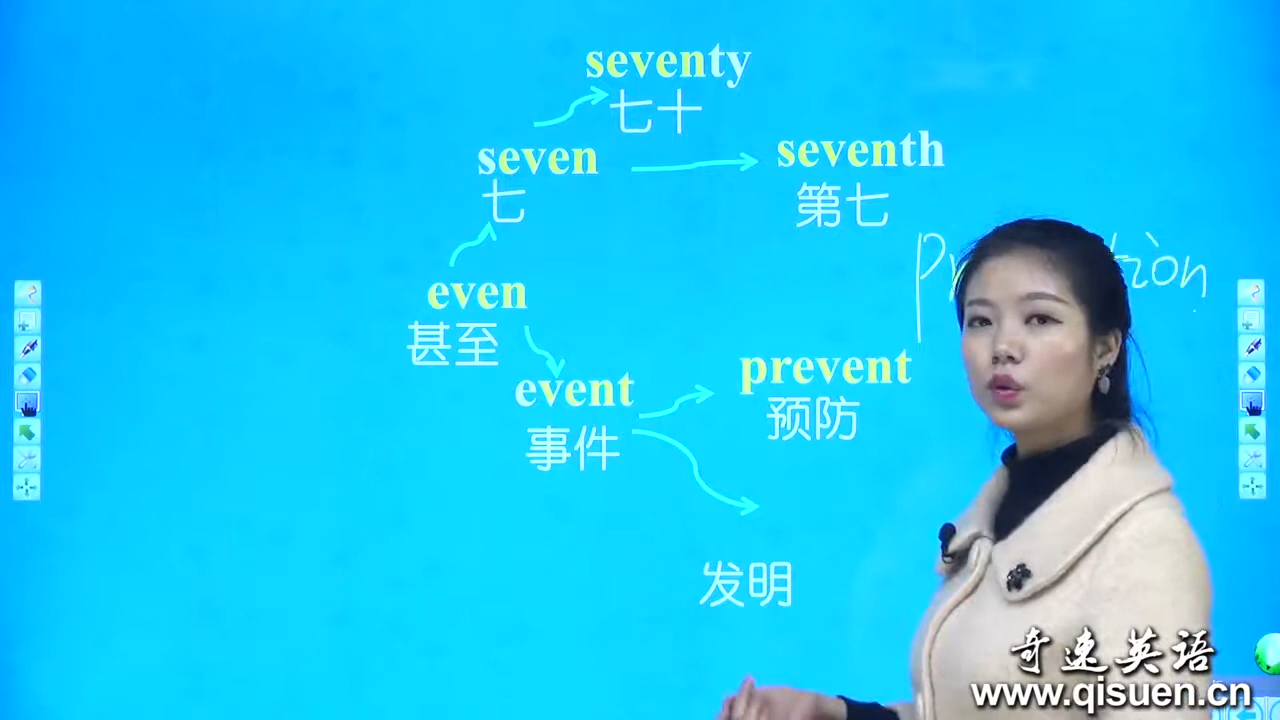 seventy
七十
seven
七
seventh
第七
even
甚至
event
事件
prevent
预防
发明
奇速英语
www.qisuen.cn